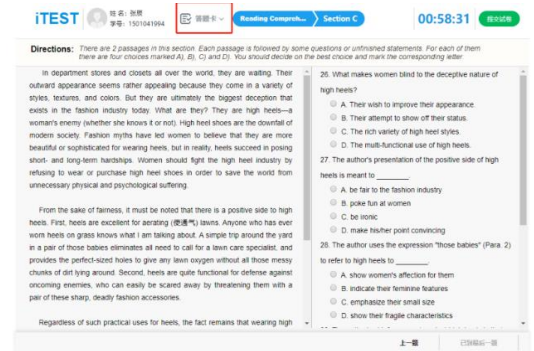 iTEST
姓名: 张辰
学号: 1501041994
答题卡
Reading Compreh...
Section C
00:58:31
提交试卷
Directions: There are 2 passages in this section. Each passage is followed by some questions or unfinished statements. For each of them
there are four choices marked A), B), C) and D). You should decide on the best choice and mark the corresponding letter
In department stores and closets all over the world, they are waiting. Their
outward appearance seems rather appealing because they come in a variety of
styles, textures, and colors. But they are ultimately the biggest deception that
exists in the fashion industry today. What are they? They are high heels—a
woman's enemy (whether she knows it or not). High heel shoes are the downfall of
modern society. Fashion myths have led women to believe that they are more
beautiful or sophisticated for wearing heels, but in reality, heels succeed in posing
short- and long-term hardships. Women should fight the high heel industry by
refusing to wear or purchase high heel shoes in order to save the world from
unnecessary physical and psychological suffering.
From the sake of fairness, it must be noted that there is a positive side to high
heels. First, heels are excellent for aerating (使透气) lawns. Anyone who has ever
worn heels on grass knows what I am talking about. A simple trip around the yard
in a pair of those babies eliminates all need to call for a lawn care specialist, and
provides the perfect-sized holes to give any lawn oxygen without all those messy
chunks of dirt lying around. Second, heels are quite functional for defense against
oncoming enemies, who can easily be scared away by threatening them with a
pair of these sharp, deadly fashion accessories.
Regardless of such practical uses for heels, the fact remains that wearing high
26. What makes women blind to the deceptive nature of
high heels?
A. Their wish to improve their appearance.
B. Their attempt to show off their status.
C. The rich variety of high heel styles.
D. The multi-functional use of high heels.
27. The author's presentation of the positive side of high
heels is meant to ________.
A. be fair to the fashion industry
B. poke fun at women
C. be ironic
D. make his/her point convincing
28. The author uses the expression "those babies" (Para. 2)
to refer to high heels to ________.
A. show women's affection for them
B. indicate their feminine features
C. emphasize their small size
D. show their fragile characteristics
上一题
已到最后一题